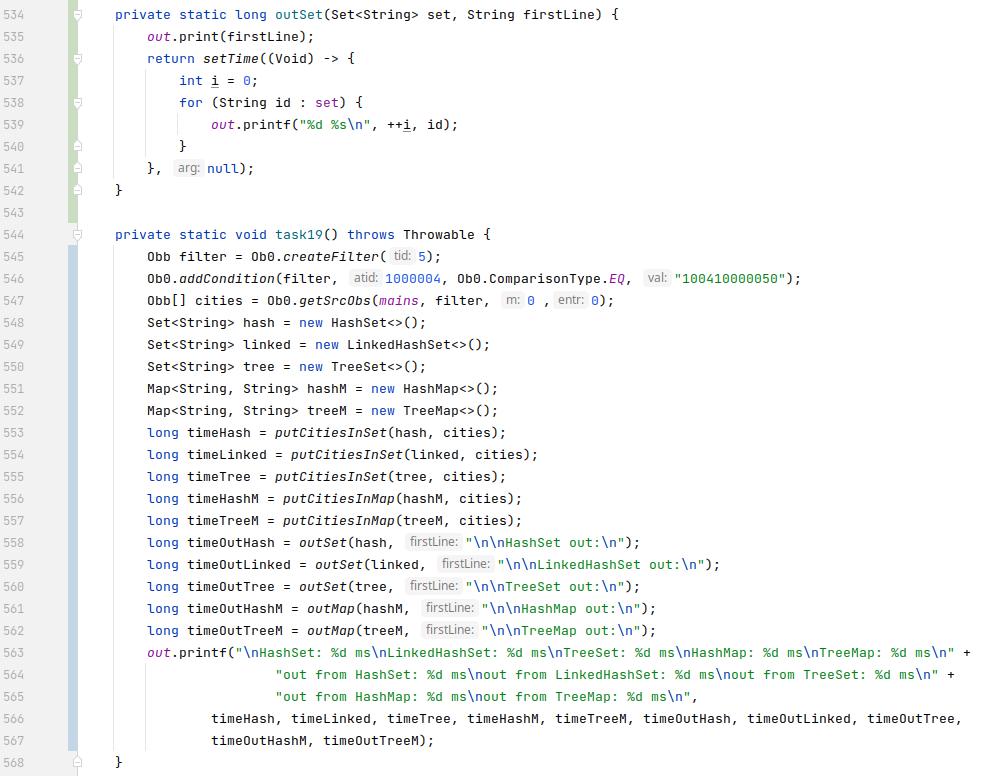 534 private static long outSet(Set<String> set, String firstLine) {
535 out.print(firstLine);
536 return setTime((Void) -> {
537 int i = 0;
538 for (String id : set) {
539 out.printf("%d %s\n", ++i, id);
540 }
541 }, arg: null);
542 }
543
544 private static void task19() throws Throwable {
545 Obb filter = Ob0.createFilter( tid: 5);
546 Ob0.addCondition(filter, atid: 1000004, Ob0.ComparisonType.EQ, val: "100410000050");
547 Obb[] cities = Ob0.getSrcObs(mains, filter, m: 0 , entr: 0);
548 Set<String> hash = new HashSet<>();
549 Set<String> linked = new LinkedHashSet<>();
550 Set<String> tree = new TreeSet<>();
551 Map<String, String> hashM = new HashMap<>();
552 Map<String, String> treeM = new TreeMap<>();
553 long timeHash = putCitiesInSet(hash, cities);
554 long timeLinked = putCitiesInSet(linked, cities);
555 long timeTree = putCitiesInSet(tree, cities);
556 long timeHashM = putCitiesInMap(hashM, cities);
557 long timeTreeM = putCitiesInMap(treeM, cities);
558 long timeOutHash = outSet(hash, firstLine: "\n\nHashSet out:\n");
559 long timeOutLinked = outSet(linked, firstLine: "\n\nLinkedHashSet out:\n");
560 long timeOutTree = outSet(tree, firstLine: "\n\nTreeSet out:\n");
561 long timeOutHashM = outMap(hashM, firstLine: "\n\nHashMap out:\n");
562 long timeOutTreeM = outMap(treeM, firstLine: "\n\nTreeMap out:\n");
563 out.printf("\nHashSet: %d ms\nLinkedHashSet: %d ms\nTreeSet: %d ms\nHashMap: %d ms\nTreeMap: %d ms\n" +
564 "out from HashSet: %d ms\nout from LinkedHashSet: %d ms\nout from TreeSet: %d ms\n" +
565 "out from HashMap: %d ms\nout from TreeMap: %d ms\n",
566 timeHash, timeLinked, timeTree, timeHashM, timeTreeM, timeOutHash, timeOutLinked, timeOutTree,
567 timeOutHashM, timeOutTreeM);
568 }